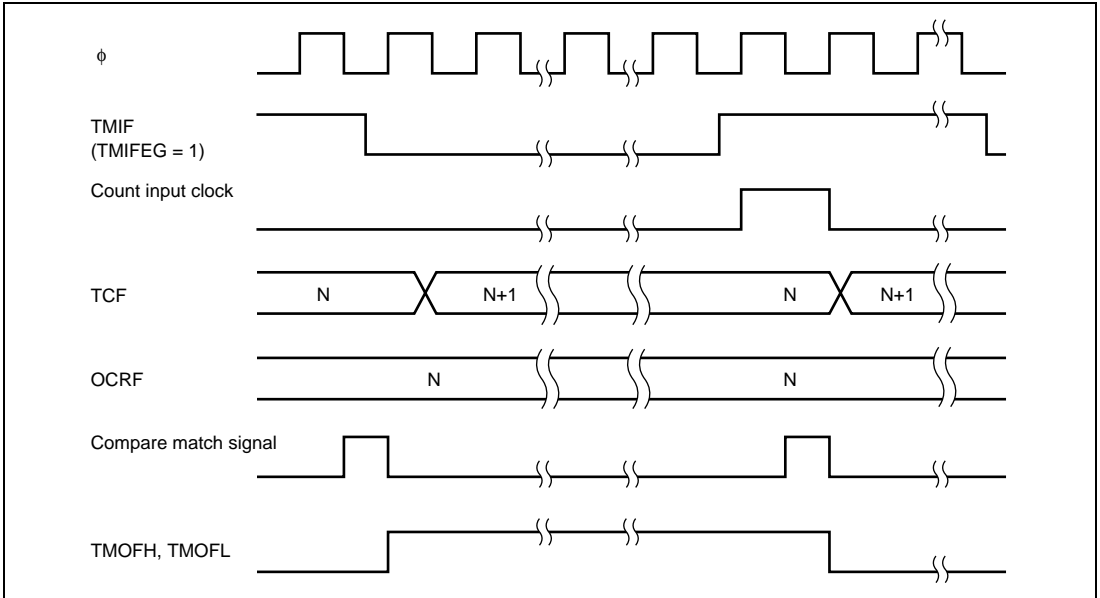 φ
TMIF
(TMIFEG = 1)
Count input clock
TCF N N+1 N N+1
OCRF N N
Compare match signal
TMOFH, TMOFL